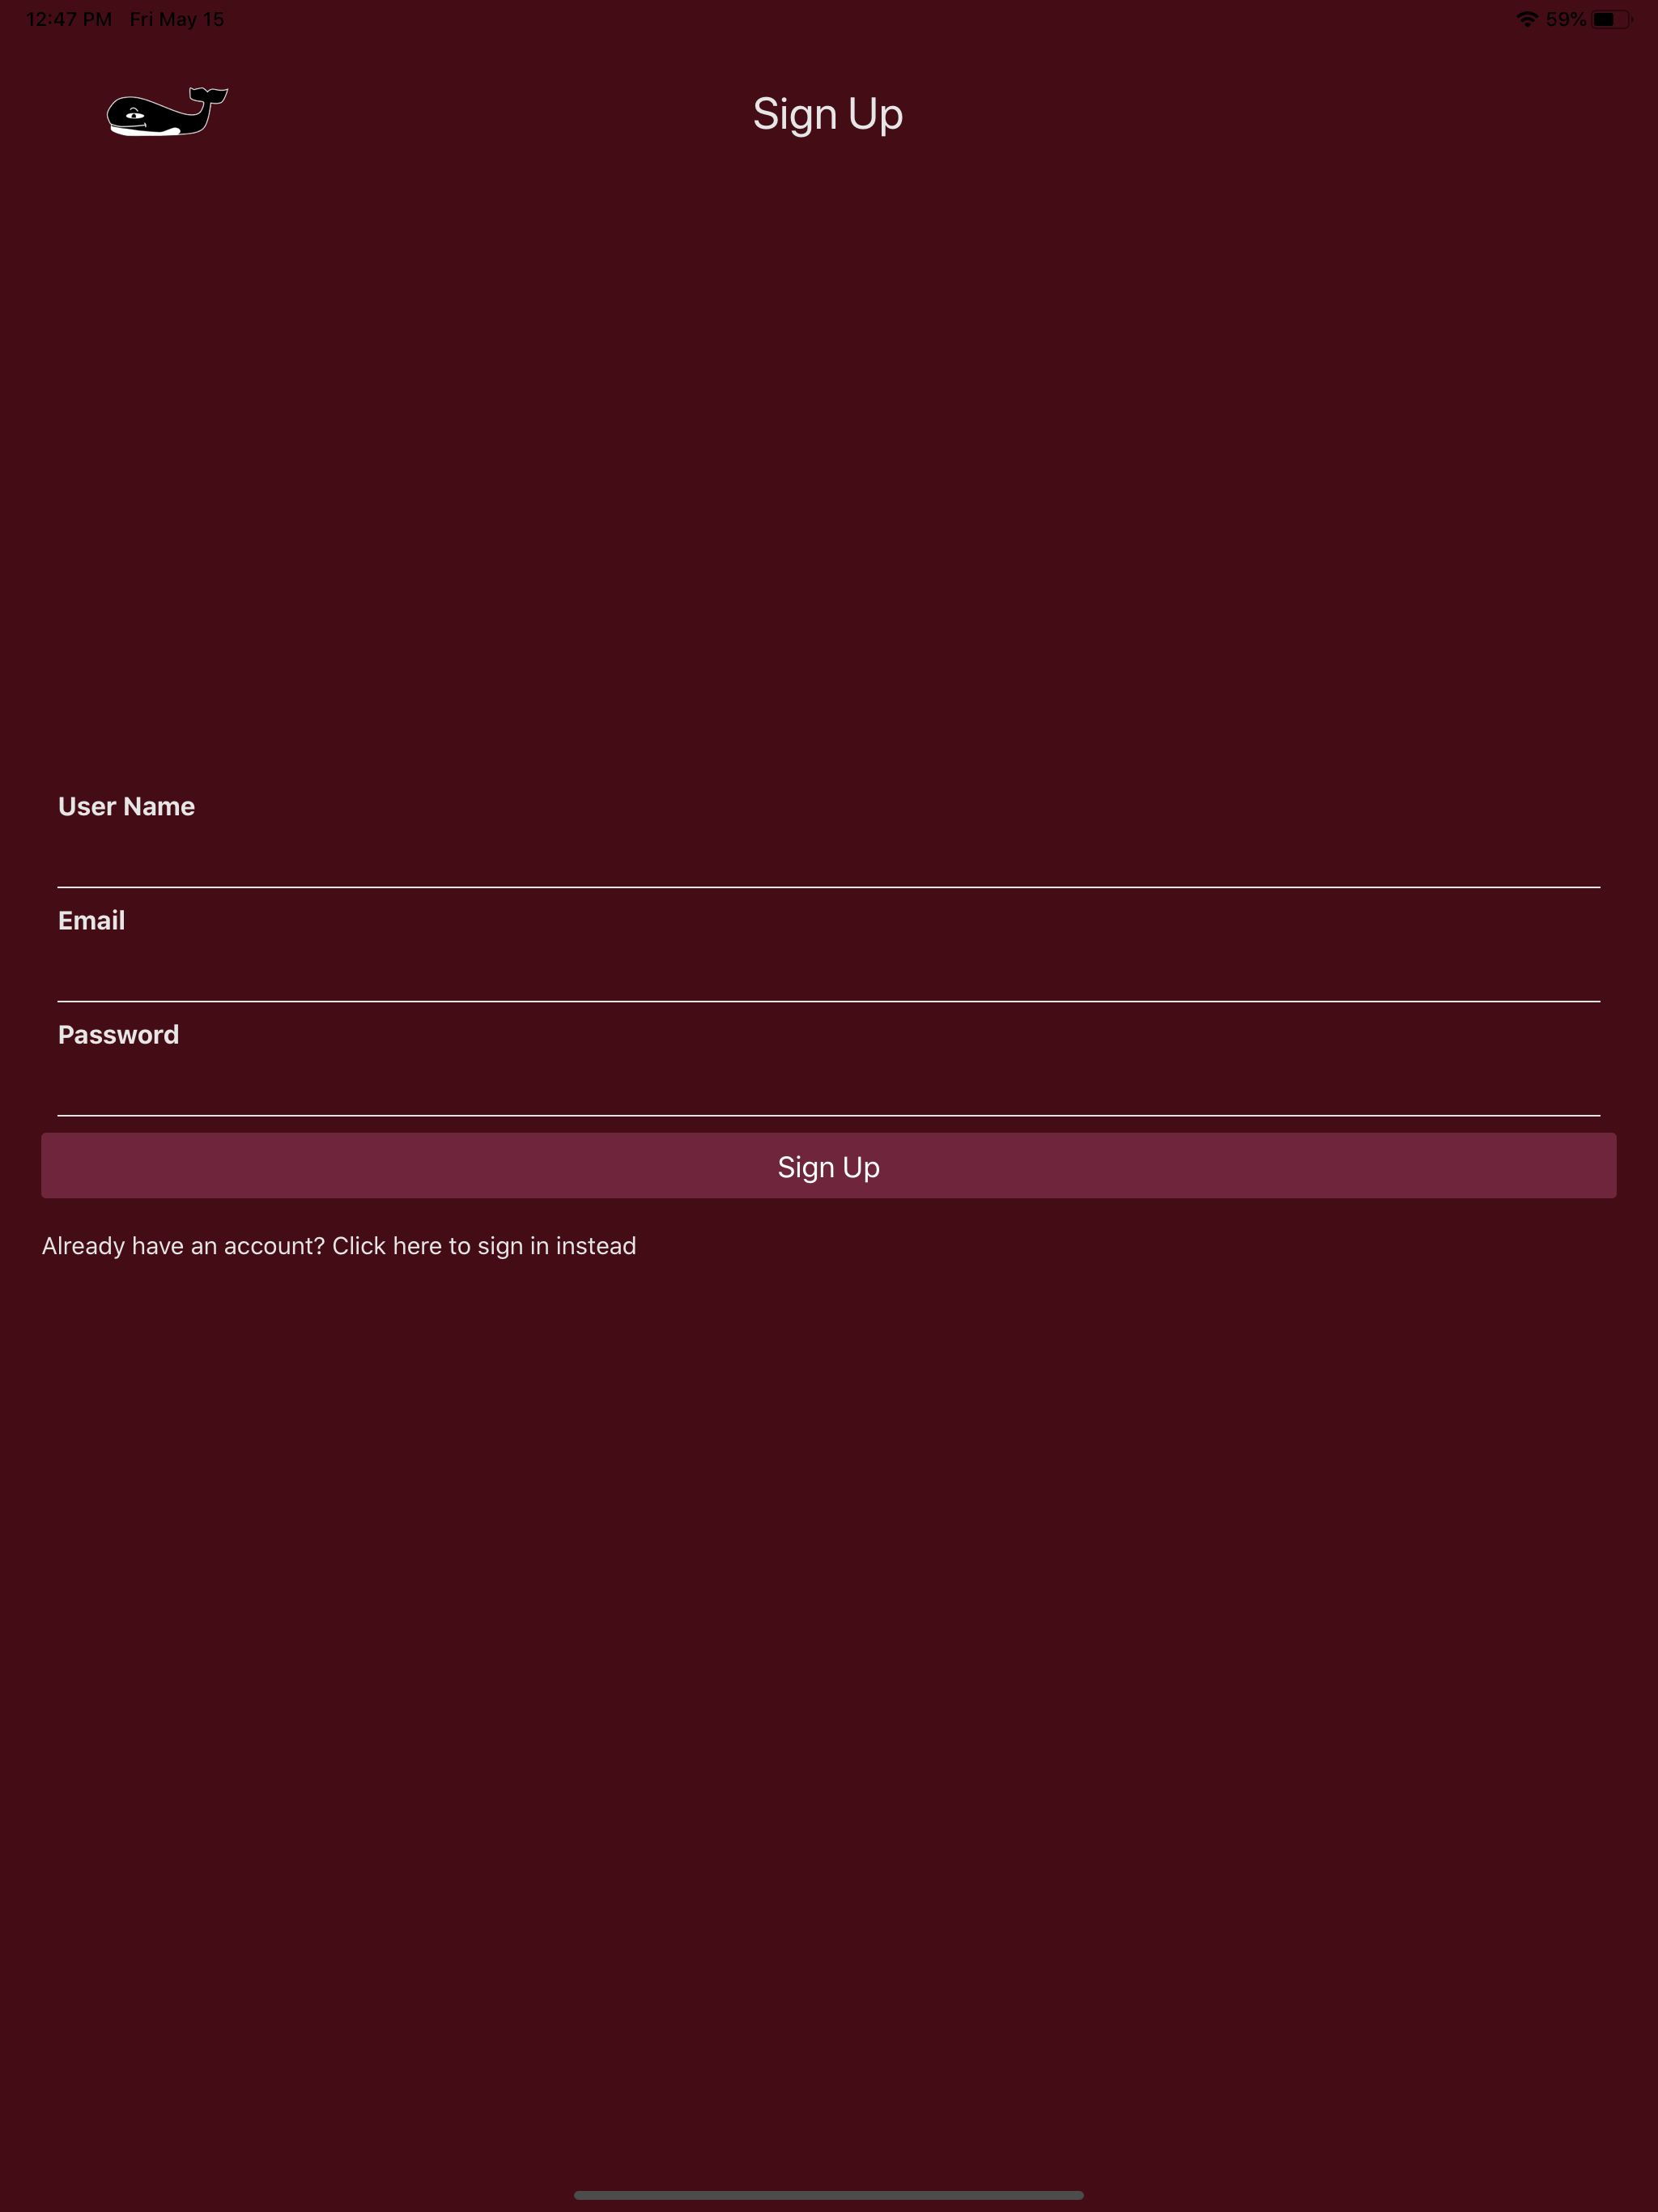 12:47 PM Fri May 15 59%
Sign Up
User Name
Email
Password
Sign Up
Already have an account? Click here to sign in instead